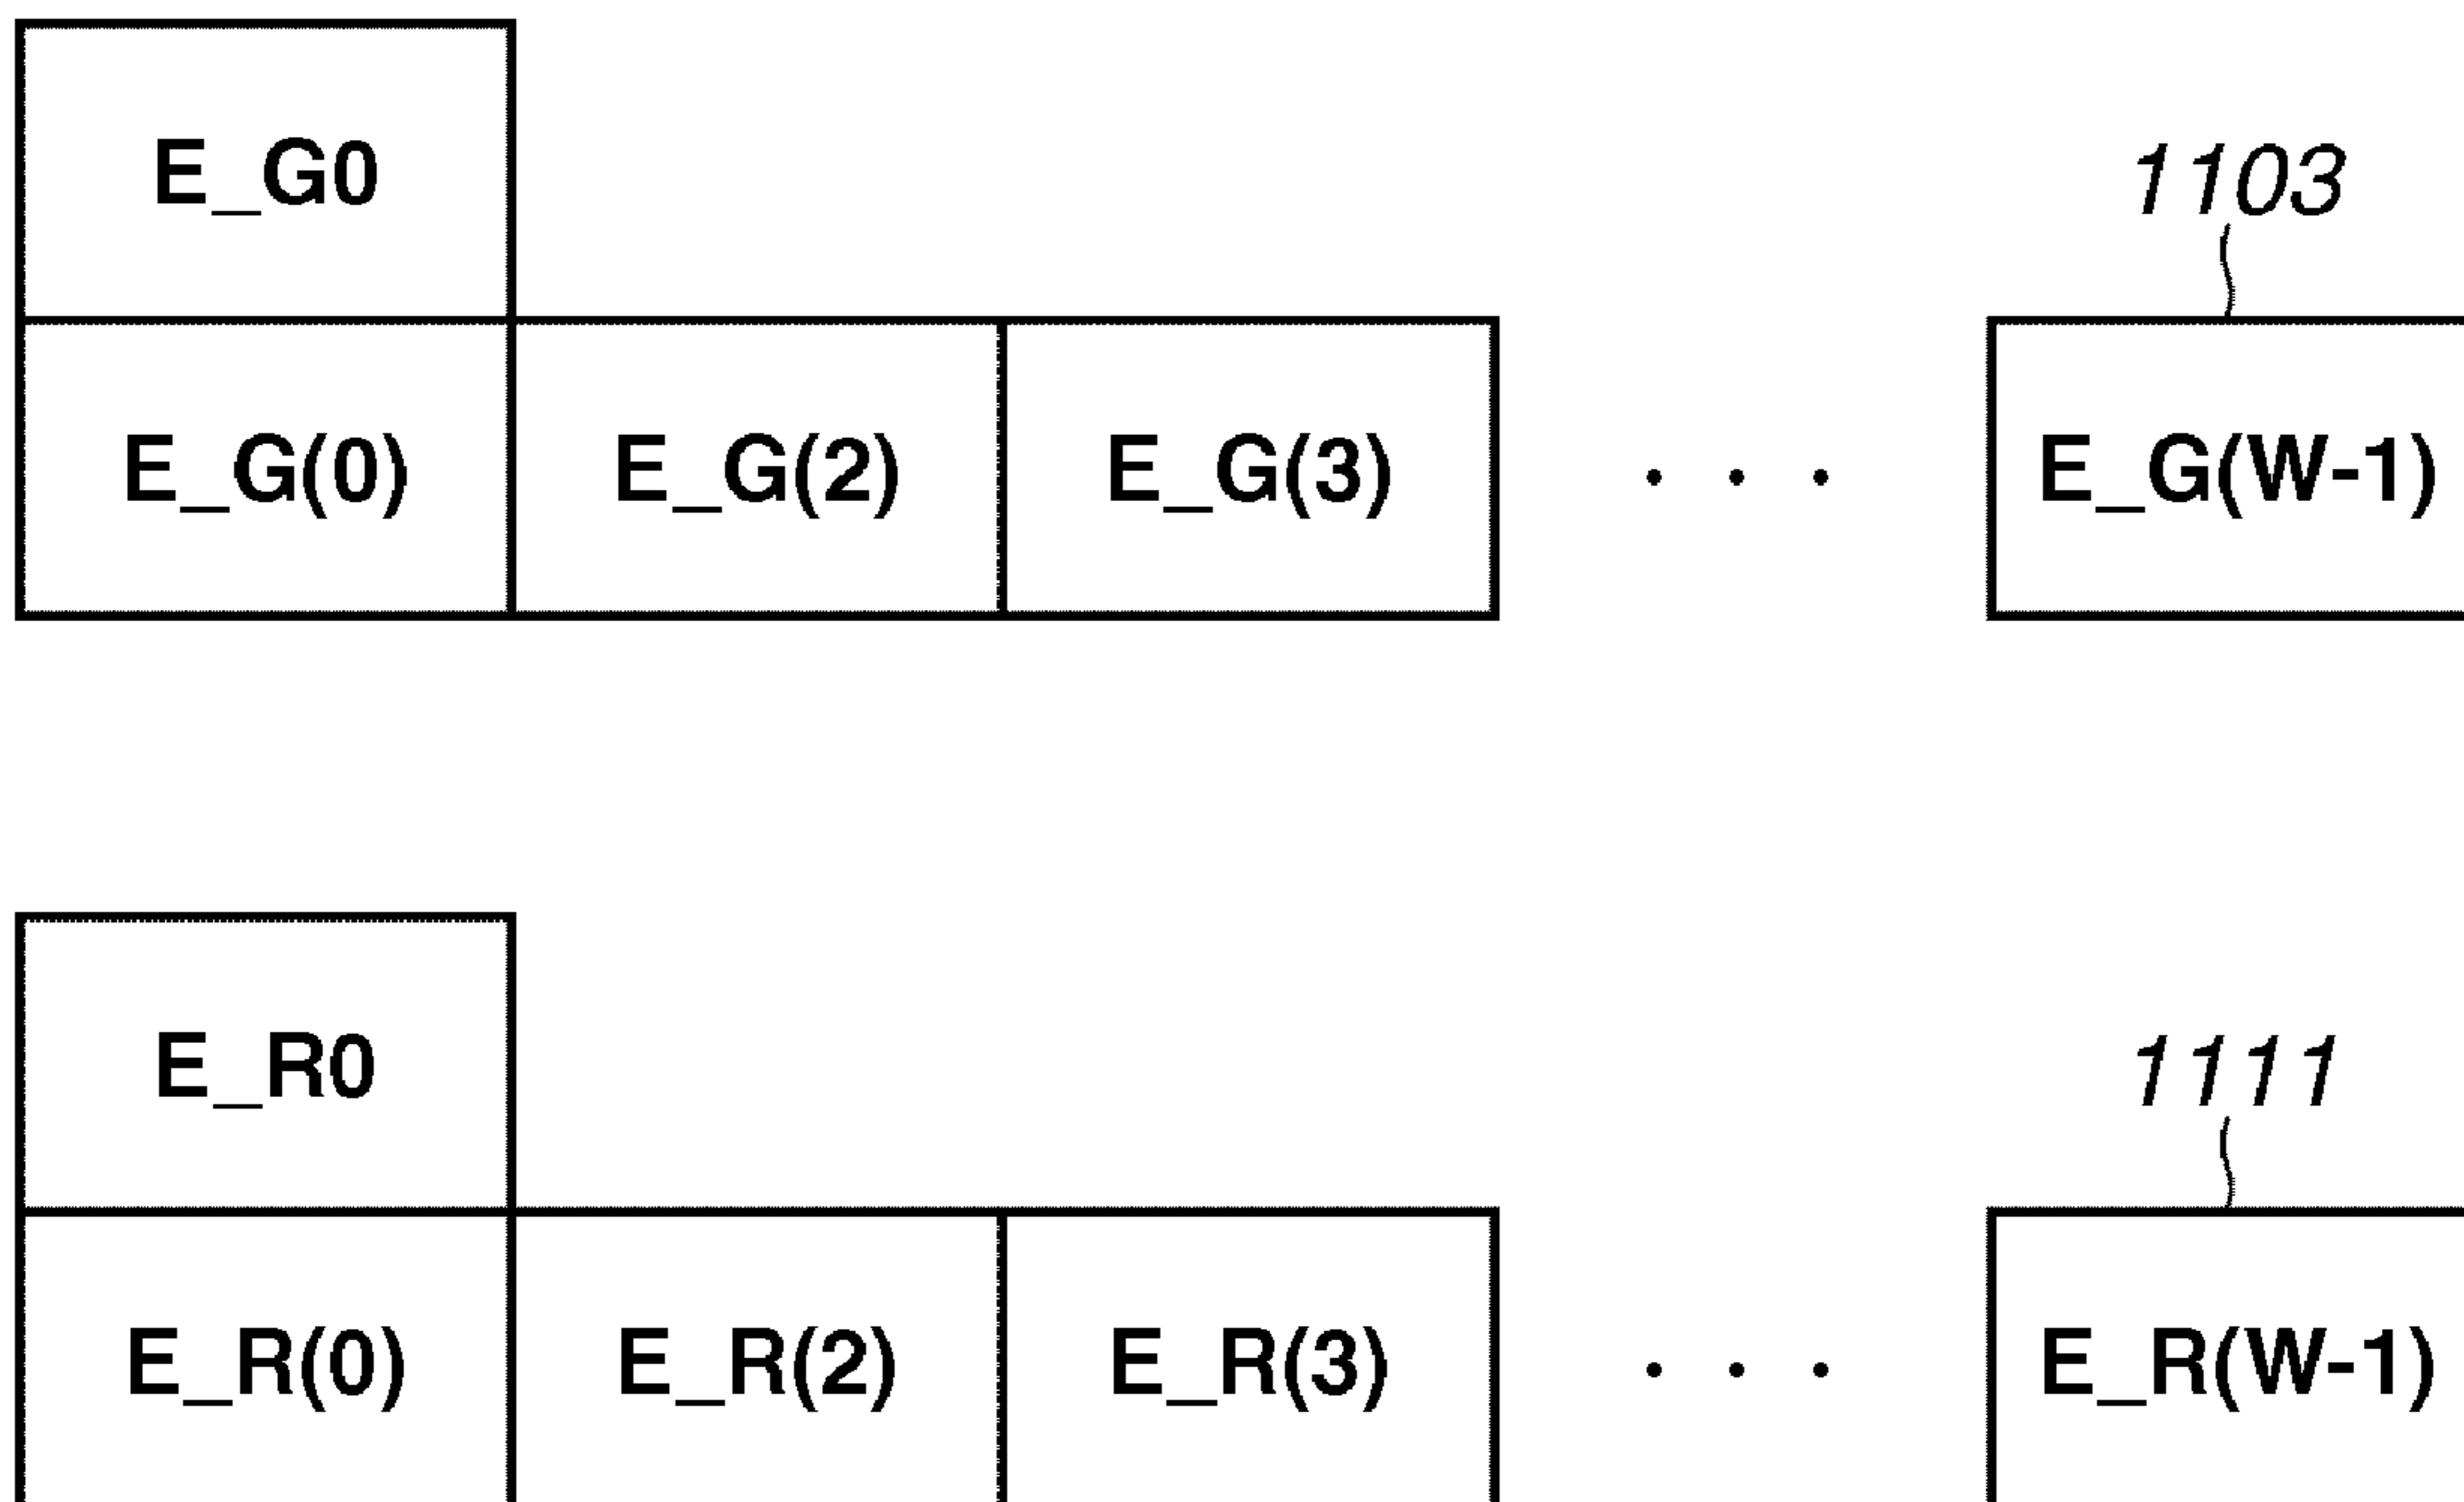 E_G0
1103
E_G(0) E_G(2) E_G(3) . . . E_G(W-1)
E_R0
1111
E_R(0) E_R(2) E_R(3) . . . E_R(W-1)